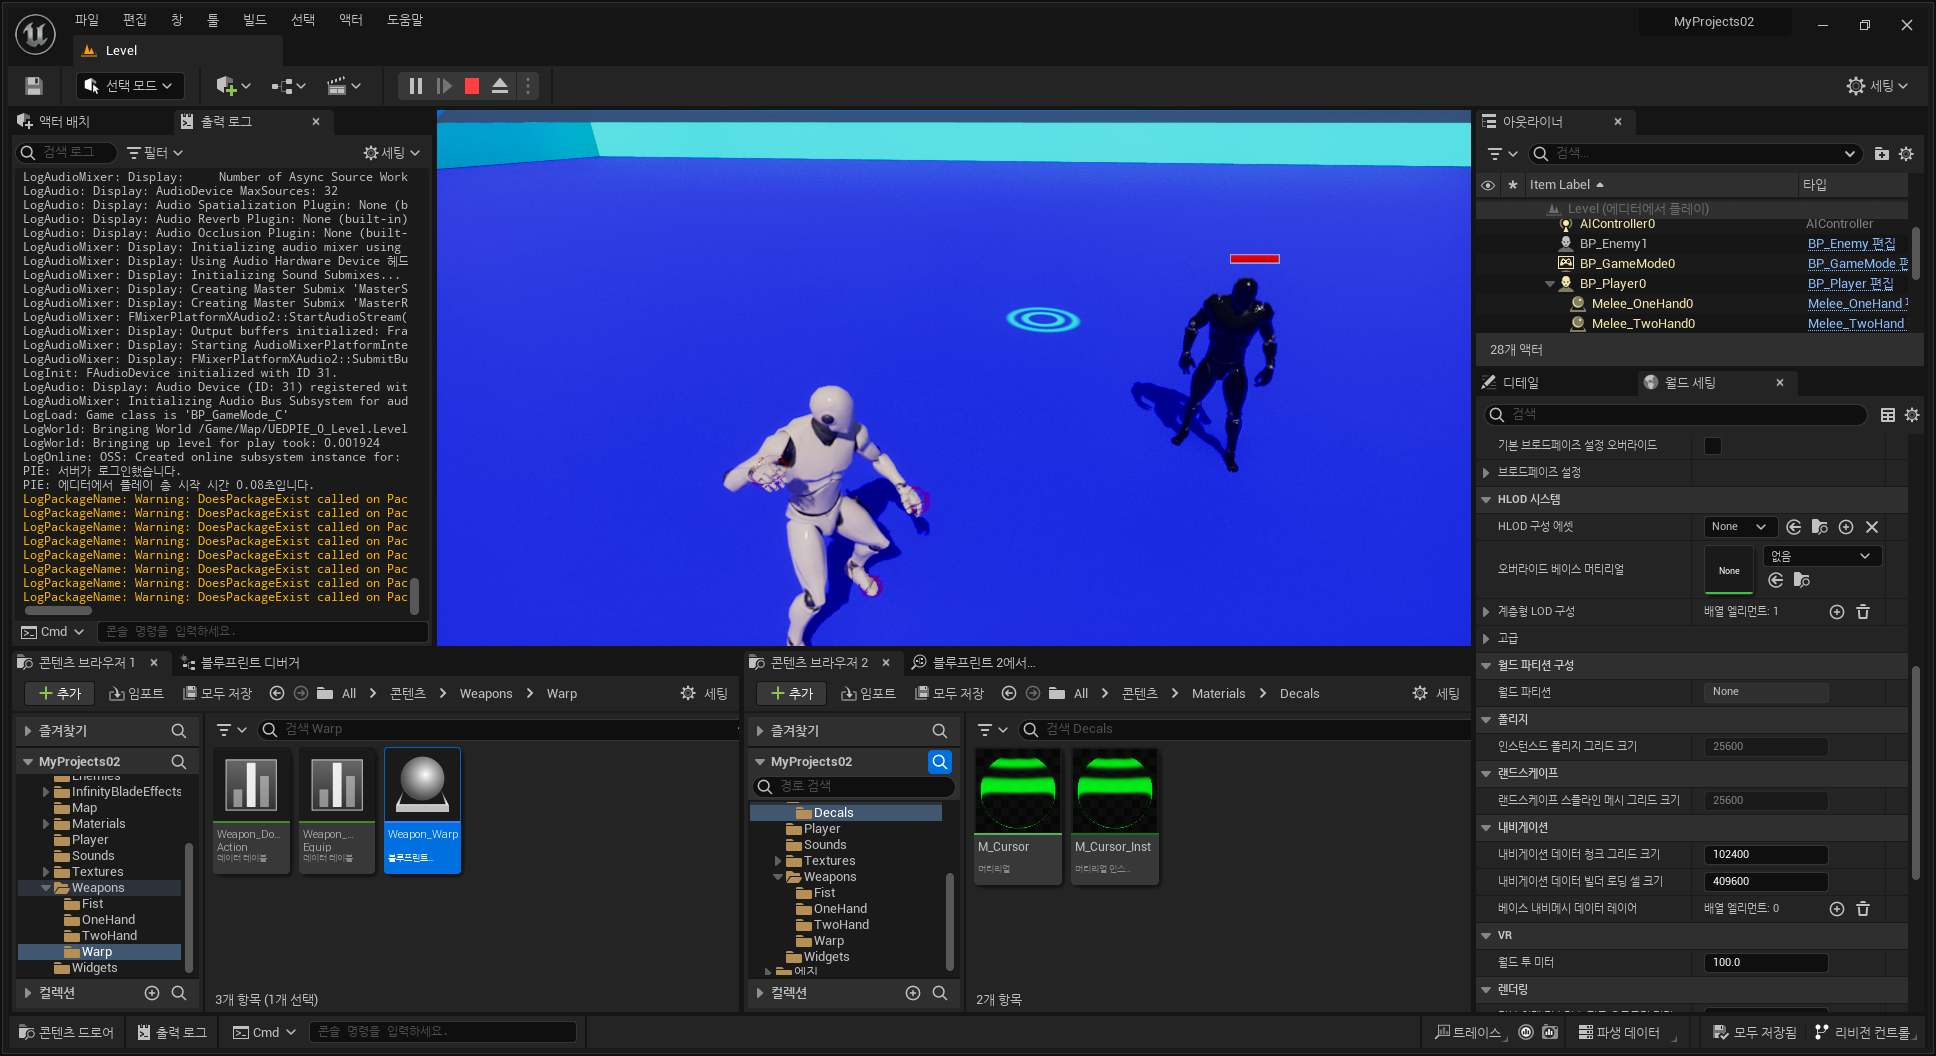 파일 편집 창 툴 빌드 선택 액터 도움말
MyProjects02
Level
선택 모드
세팅
액터 배치
출력 로그
검색 로그
필터
세팅
LogAudioMixer: Display:     Number of Async Source Work
LogAudio: Display: AudioDevice MaxSources: 32
LogAudio: Display: Audio Spatialization Plugin: None (b
LogAudio: Display: Audio Reverb Plugin: None (built-in)
LogAudio: Display: Audio Occlusion Plugin: None (built-
LogAudioMixer: Display: Initializing audio mixer using
LogAudioMixer: Display: Using Audio Hardware Device 헤드
LogAudioMixer: Display: Initializing Sound Submixes...
LogAudioMixer: Display: Creating Master Submix 'MasterS
LogAudioMixer: Display: Creating Master Submix 'MasterR
LogAudioMixer: FMixerPlatformXAudio2::StartAudioStream(
LogAudioMixer: Display: Output buffers initialized: Fra
LogAudioMixer: Display: Starting AudioMixerPlatformInte
LogAudioMixer: Display: FMixerPlatformXAudio2::SubmitBu
LogInit: FAudioDevice initialized with ID 31.
LogAudio: Display: Audio Device (ID: 31) registered wit
LogAudioMixer: Initializing Audio Bus Subsystem for aud
LogLoad: Game class is 'BP_GameMode_C'
LogWorld: Bringing World /Game/Map/UEDPIE_0_Level.Level
LogWorld: Bringing up level for play took: 0.001924
LogOnline: OSS: Created online subsystem instance for:
PIE: 서버가 로그인했습니다.
PIE: 에디터에서 플레이 총 시작 시간 0.08초입니다.
LogPackageName: Warning: DoesPackageExist called on Pac
LogPackageName: Warning: DoesPackageExist called on Pac
LogPackageName: Warning: DoesPackageExist called on Pac
LogPackageName: Warning: DoesPackageExist called on Pac
LogPackageName: Warning: DoesPackageExist called on Pac
LogPackageName: Warning: DoesPackageExist called on Pac
LogPackageName: Warning: DoesPackageExist called on Pac
LogPackageName: Warning: DoesPackageExist called on Pac
Cmd
콘솔 명령을 입력하세요.
아웃라이너
검색...
Item Label 타입
Level (에디터에서 플레이)
AIController0 AIController
BP_Enemy1 BP_Enemy 편집
BP_GameMode0 BP_GameMode 편
BP_Player0 BP_Player 편집
Melee_OneHand0 Melee_OneHand
Melee_TwoHand0 Melee_TwoHand
28개 액터
디테일
월드 세팅
검색
기본 브로드페이즈 설정 오버라이드
브로드페이즈 설정
HLOD 시스템
HLOD 구성 에셋 None
오버라이드 베이스 머티리얼 None 없음
계층형 LOD 구성 배열 엘리먼트: 1
고급
월드 파티션 구성
월드 파티션 None
폴리지
인스턴스드 폴리지 그리드 크기 25600
랜드스케이프
랜드스케이프 스플라인 메시 그리드 크기 25600
내비게이션
내비게이션 데이터 청크 그리드 크기 102400
내비게이션 데이터 빌더 로딩 셀 크기 409600
베이스 내비메시 데이터 레이어 배열 엘리먼트: 0
VR
월드 투 미터 100.0
렌더링
콘텐츠 브라우저 1
블루프린트 디버거
추가 임포트 모두 저장 All 콘텐츠 Weapons Warp 세팅
즐겨찾기
검색 Warp
MyProjects02
Enemies
InfinityBladeEffects
Map
Materials
Player
Sounds
Textures
Weapons
Fist
OneHand
TwoHand
Warp
Widgets
컬렉션
Weapon_Do...
Action
데이터 테이블
Weapon_...
Equip
데이터 테이블
Weapon_Warp
블루프린트...
3개 항목 (1개 선택)
콘텐츠 브라우저 2
블루프린트 2에서...
추가 임포트 모두 저장 All 콘텐츠 Materials Decals 세팅
즐겨찾기
검색 Decals
MyProjects02
경로 검색
Decals
Player
Sounds
Textures
Weapons
Fist
OneHand
TwoHand
Warp
Widgets
엔진
컬렉션
M_Cursor
머티리얼
M_Cursor_Inst
머티리얼 인스...
2개 항목
콘텐츠 드로어 출력 로그 Cmd 콘솔 명령을 입력하세요.
트레이스 파생 데이터 모두 저장됨 리비전 컨트롤